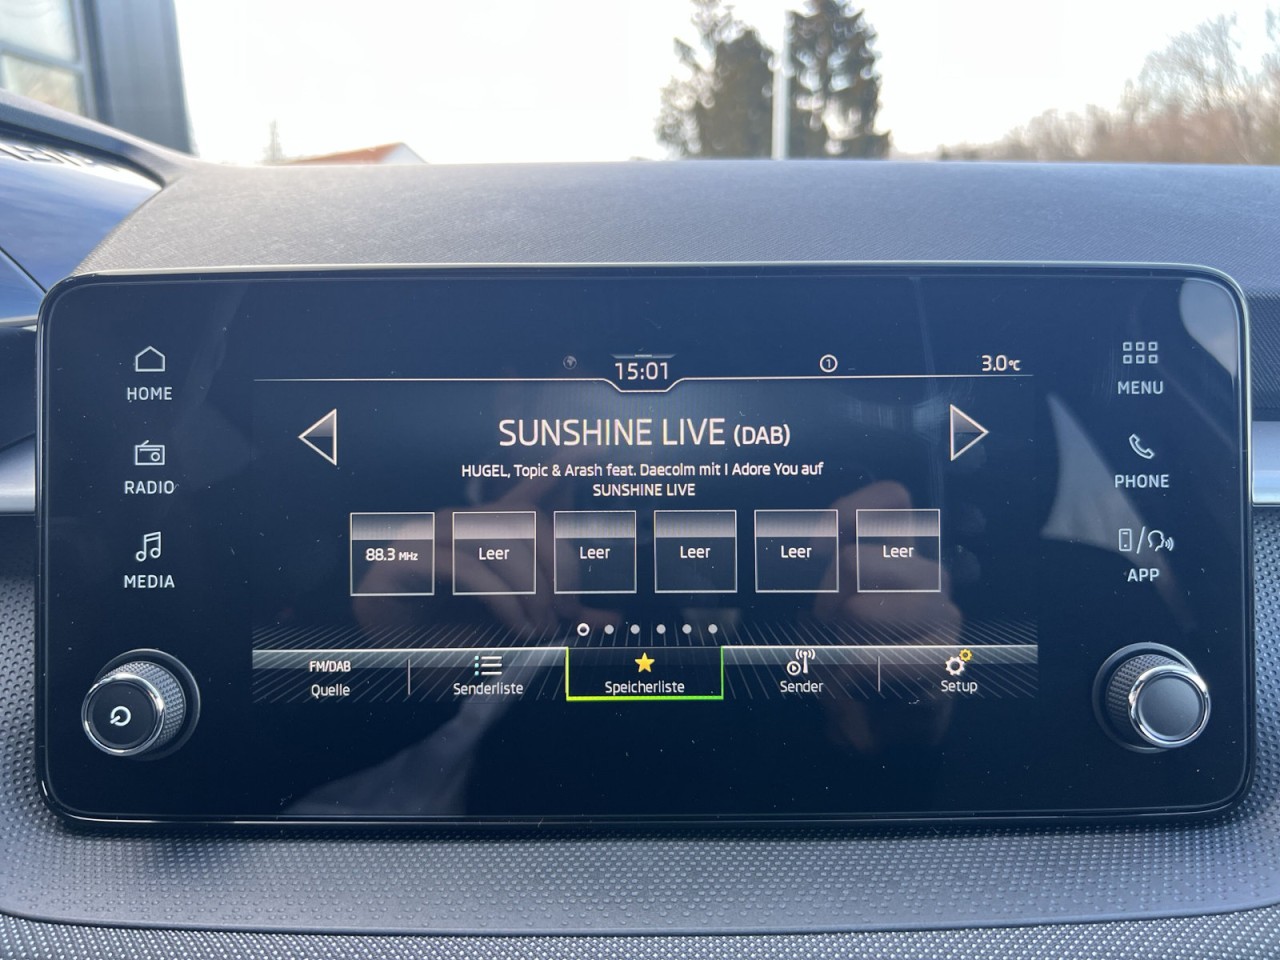 15:01
1
3.0°C
HOME
MENU
SUNSHINE LIVE (DAB)
HUGEL, Topic & Arash feat. Daecolm mit I Adore You auf
SUNSHINE LIVE
RADIO
PHONE
88.3 MHz
Leer
Leer
Leer
Leer
Leer
MEDIA
APP
FM/DAB
Quelle
Senderliste
Speicherliste
Sender
Setup